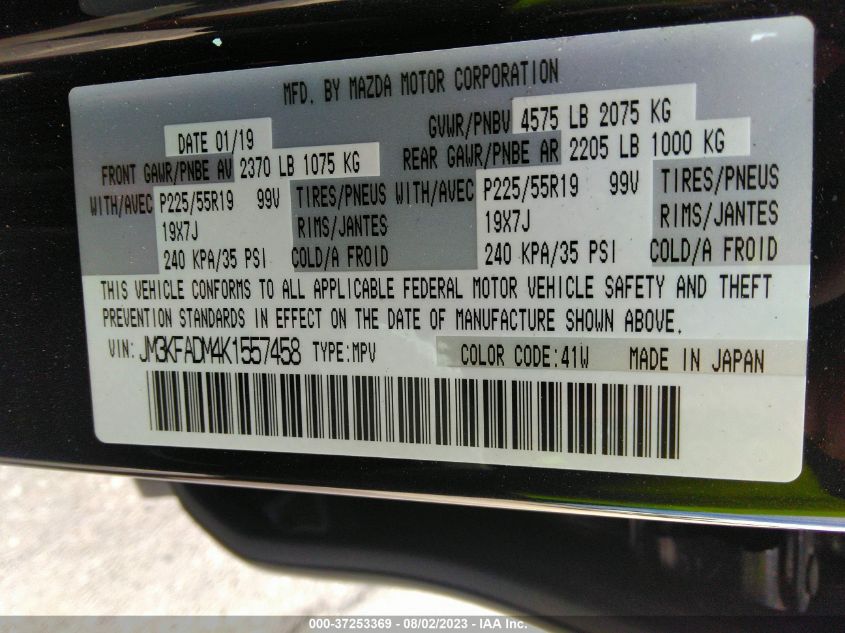 MFD. BY MAZDA MOTOR CORPORATION
DATE 01/19
GVWR/PNBV 4575 LB 2075 KG
FRONT GAWR/PNBE AV 2370 LB 1075 KG
REAR GAWR/PNBE AR 2205 LB 1000 KG
WITH/AVEC P225/55R19 99V TIRES/PNEUS WITH/AVEC P225/55R19 99V TIRES/PNEUS
19X7J RIMS/JANTES 19X7J RIMS/JANTES
240 KPA/35 PSI COLD/A FROID 240 KPA/35 PSI COLD/A FROID
THIS VEHICLE CONFORMS TO ALL APPLICABLE FEDERAL MOTOR VEHICLE SAFETY AND THEFT
PREVENTION STANDARDS IN EFFECT ON THE DATE OF MANUFACTURE SHOWN ABOVE.
VIN: JM3KFADM4K1557458 TYPE:MPV COLOR CODE:41W MADE IN JAPAN
000-37253369 - 08/02/2023 - IAA Inc.